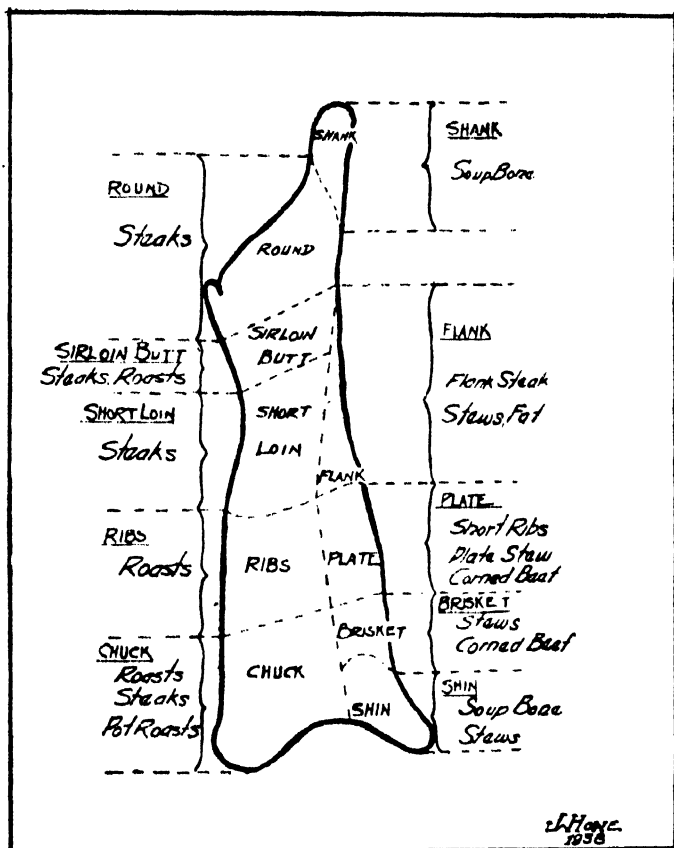 ROUND
Steaks
SIRLOIN BUTT
Steaks, Roasts
SHORT LOIN
Steaks
RIBS
Roasts
CHUCK
Roasts
Steaks
Pot Roasts
SHANK
ROUND
SIRLOIN
BUTT
SHORT
LOIN
FLANK
RIBS
PLATE
BRISKET
CHUCK
SHIN
SHANK
Soup Bone
FLANK
Flank Steak
Stews, Fat
PLATE
Short Ribs
Plate Stew
Corned Beef
BRISKET
Stews
Corned Beef
SHIN
Soup Bone
Stews
1938